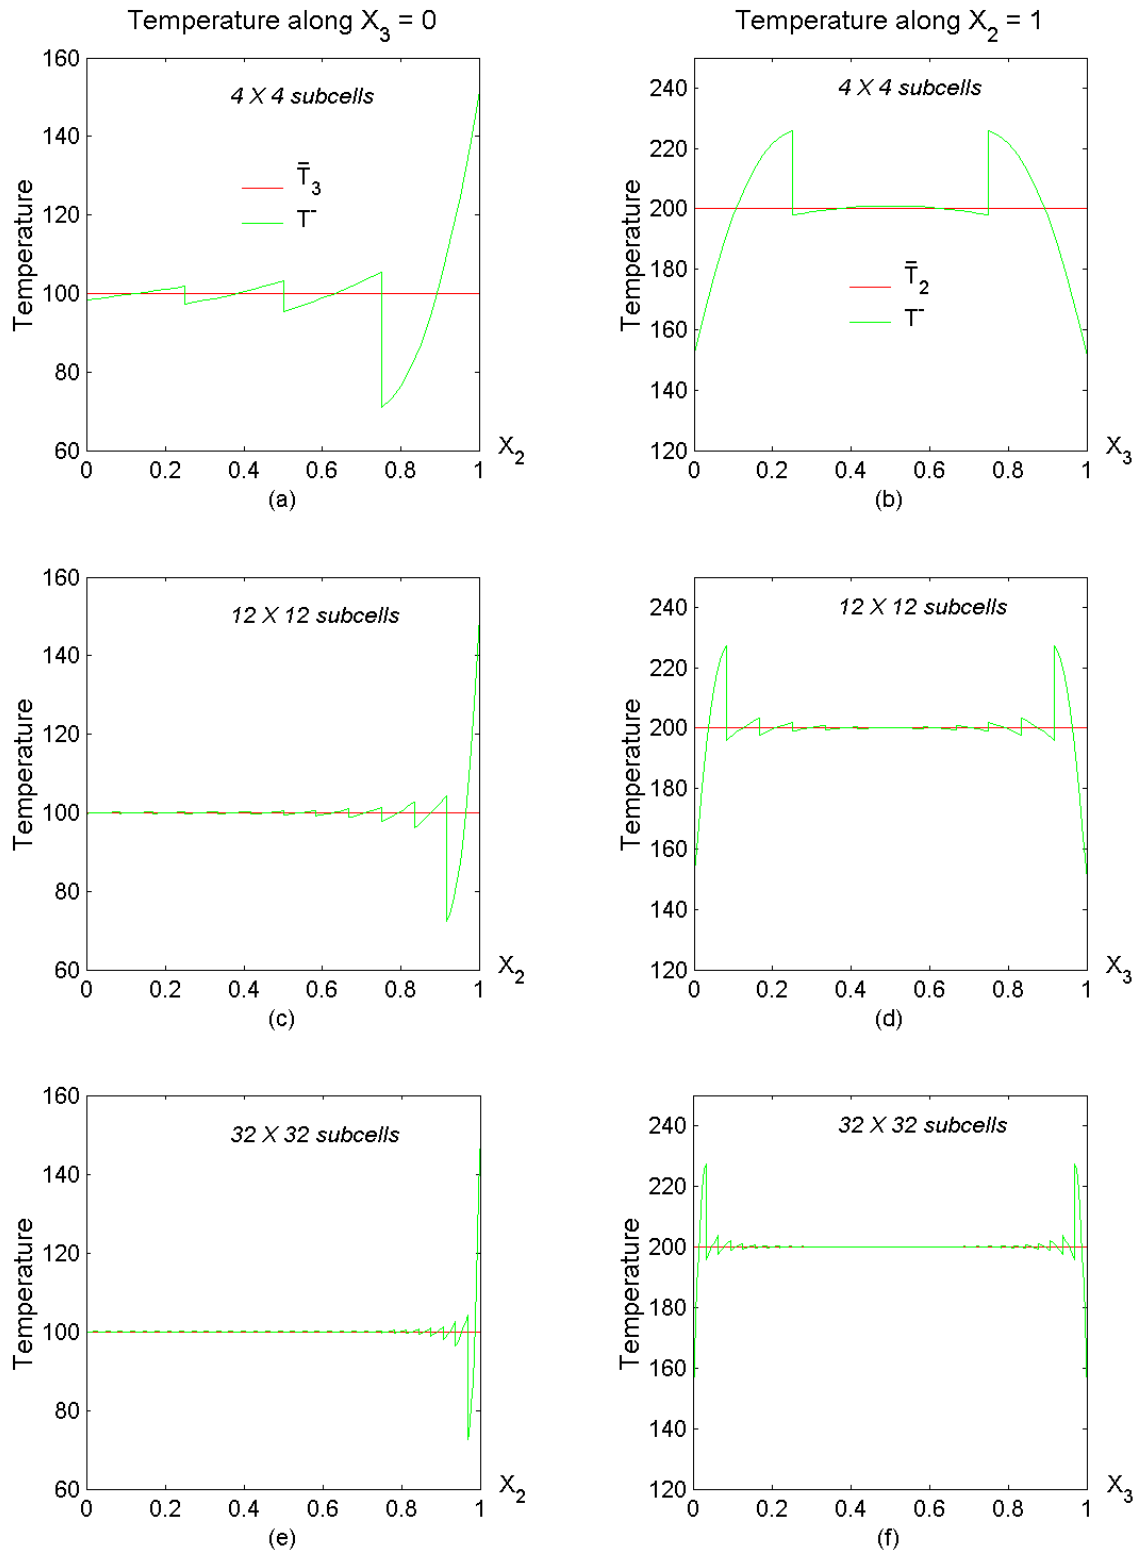 Temperature along X3 = 0
Temperature along X2 = 1
160
140
120
100
80
60
Temperature
4 X 4 subcells
T̄3
T-
0 0.2 0.4 0.6 0.8 1
X2
(a)
240
220
200
180
160
140
120
Temperature
4 X 4 subcells
T̄2
T-
0 0.2 0.4 0.6 0.8 1
X3
(b)
160
140
120
100
80
60
Temperature
12 X 12 subcells
0 0.2 0.4 0.6 0.8 1
X2
(c)
240
220
200
180
160
140
120
Temperature
12 X 12 subcells
0 0.2 0.4 0.6 0.8 1
X3
(d)
160
140
120
100
80
60
Temperature
32 X 32 subcells
0 0.2 0.4 0.6 0.8 1
X2
(e)
240
220
200
180
160
140
120
Temperature
32 X 32 subcells
0 0.2 0.4 0.6 0.8 1
X3
(f)